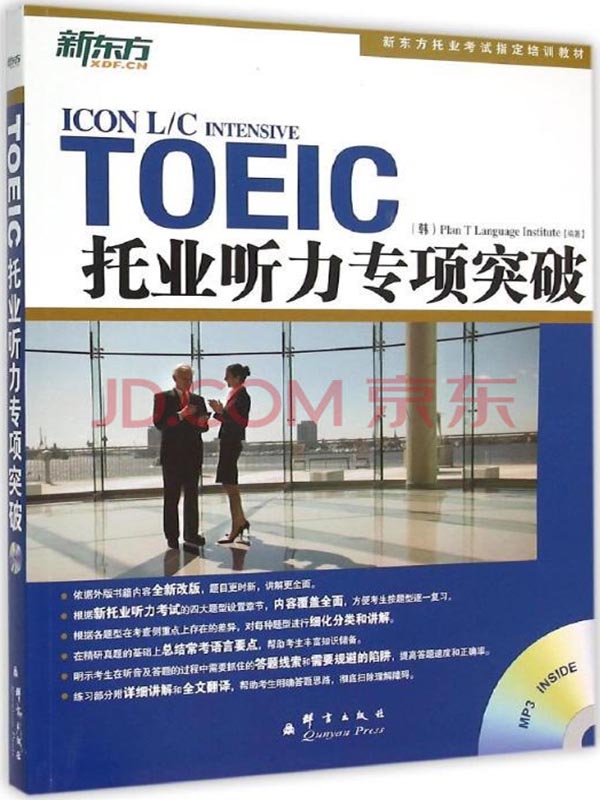 新东方
XDF.CN
新东方托业考试指定培训教材
ICON L/C INTENSIVE
TOEIC
(韩) Plan T Language Institute [编著]
托业听力专项突破
JD.COM 京东
依据外版书籍内容全新改版，题目更时新，讲解更全面。
根据新托业听力考试的四大题型设置章节，内容覆盖全面，方便考生按题型逐一复习。
根据各题型在考查侧重点上存在的差异，对每种题型进行细化分类和讲解。
在精研真题的基础上总结常考语言要点，帮助考生丰富知识储备。
明示考生在听音及答题的过程中需要抓住的答题线索和需要规避的陷阱，提高答题速度和正确率。
练习部分附详细讲解和全文翻译，帮助考生明确答题思路，彻底扫除理解障碍。
MP3 INSIDE
群言出版社
Qunyan Press
TOEIC 托业听力专项突破